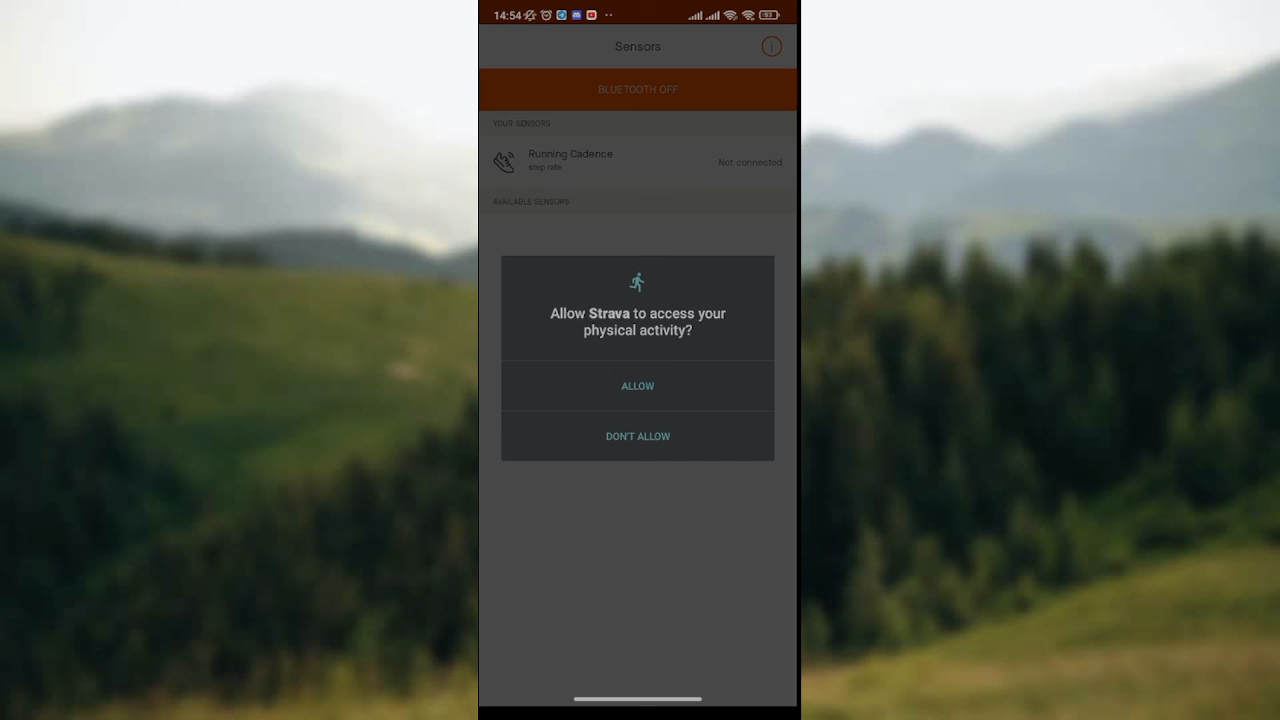 14:54
53
Sensors
BLUETOOTH OFF
YOUR SENSORS
Running Cadence
step rate
Not connected
AVAILABLE SENSORS
Allow Strava to access your
physical activity?
ALLOW
DON'T ALLOW